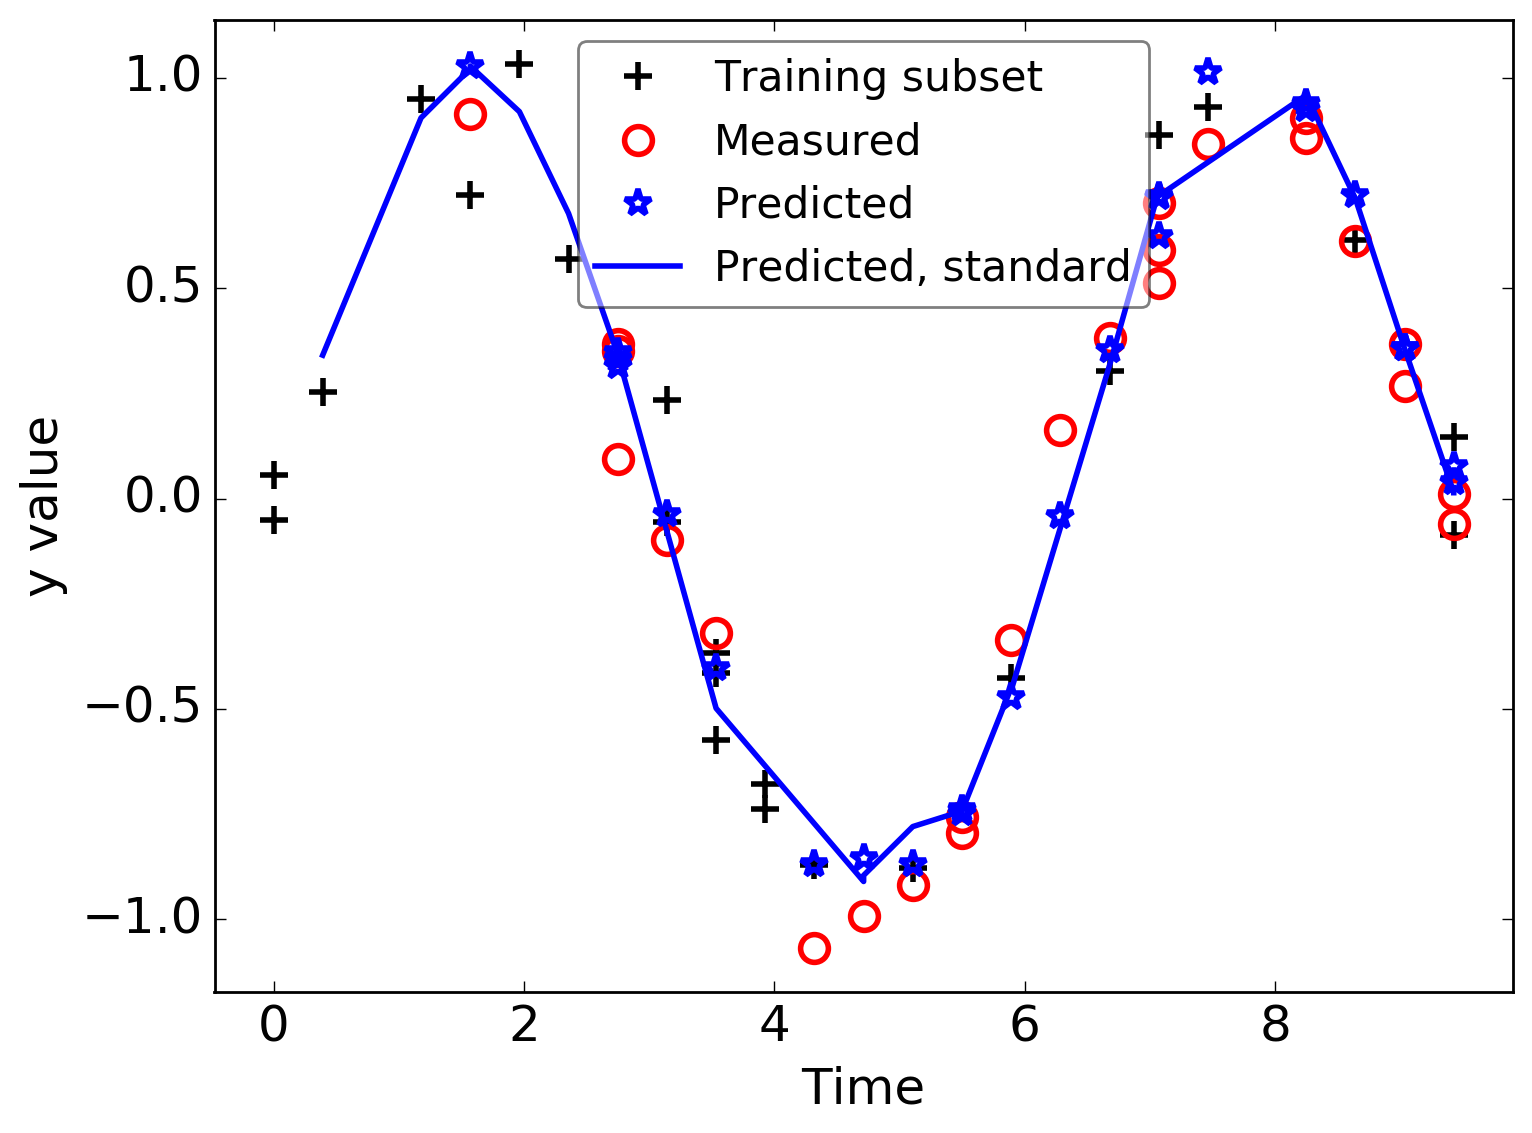 Training subset
Measured
Predicted
Predicted, standard
1.0
0.5
0.0
−0.5
−1.0
y value
0 2 4 6 8
Time